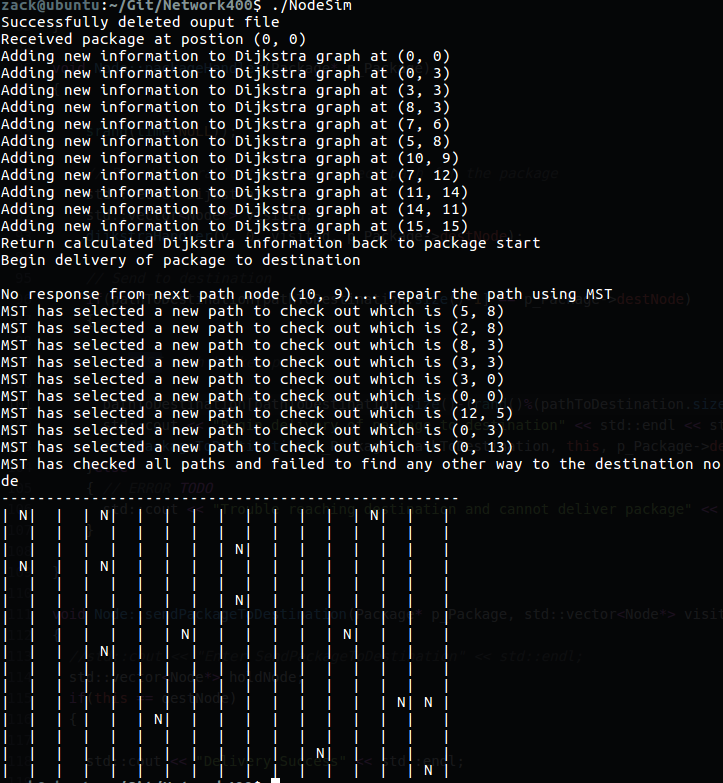 zack@ubuntu:~/Git/Network400$ ./NodeSim
Successfully deleted ouput file
Received package at postion (0, 0)
Adding new information to Dijkstra graph at (0, 0)
Adding new information to Dijkstra graph at (0, 3)
Adding new information to Dijkstra graph at (3, 3)
Adding new information to Dijkstra graph at (8, 3)
Adding new information to Dijkstra graph at (7, 6)
Adding new information to Dijkstra graph at (5, 8)
Adding new information to Dijkstra graph at (10, 9)
Adding new information to Dijkstra graph at (7, 12)
Adding new information to Dijkstra graph at (11, 14)
Adding new information to Dijkstra graph at (14, 11)
Adding new information to Dijkstra graph at (15, 15)
Return calculated Dijkstra information back to package start
Begin delivery of package to destination
No response from next path node (10, 9)... repair the path using MST
MST has selected a new path to check out which is (5, 8)
MST has selected a new path to check out which is (2, 8)
MST has selected a new path to check out which is (8, 3)
MST has selected a new path to check out which is (3, 3)
MST has selected a new path to check out which is (3, 0)
MST has selected a new path to check out which is (0, 0)
MST has selected a new path to check out which is (12, 5)
MST has selected a new path to check out which is (0, 3)
MST has selected a new path to check out which is (0, 13)
MST has checked all paths and failed to find any other way to the destination no
de
---------------------------------------------------
| N|  |  | N|  |  |  |  |  |  |  |  |  | N|  |  |
|  |  |  |  |  |  |  |  |  |  |  |  |  |  |  |  |
|  |  |  |  |  |  |  |  | N|  |  |  |  |  |  |  |
| N|  |  | N|  |  |  |  |  |  |  |  |  |  |  |  |
|  |  |  |  |  |  |  |  |  |  |  |  |  |  |  |  |
|  |  |  |  |  |  |  |  | N|  |  |  |  |  |  |  |
|  |  |  |  |  |  |  |  |  |  |  |  |  |  |  |  |
|  |  |  |  |  |  | N|  |  |  |  |  | N|  |  |  |
|  |  |  | N|  |  |  |  |  |  |  |  |  |  |  |  |
|  |  |  |  |  |  |  |  |  |  |  |  |  |  |  |  |
|  |  |  |  |  |  |  |  |  |  |  |  |  |  |  |  |
|  |  |  |  |  |  |  |  |  |  |  |  |  |  | N| N|
|  |  |  |  |  | N|  |  |  |  |  |  |  |  |  |  |
|  |  |  |  |  |  |  |  |  |  |  |  |  |  |  |  |
|  |  |  |  |  |  |  |  |  |  |  | N|  |  |  |  |
|  |  |  |  |  |  |  |  |  |  |  |  |  |  |  | N|